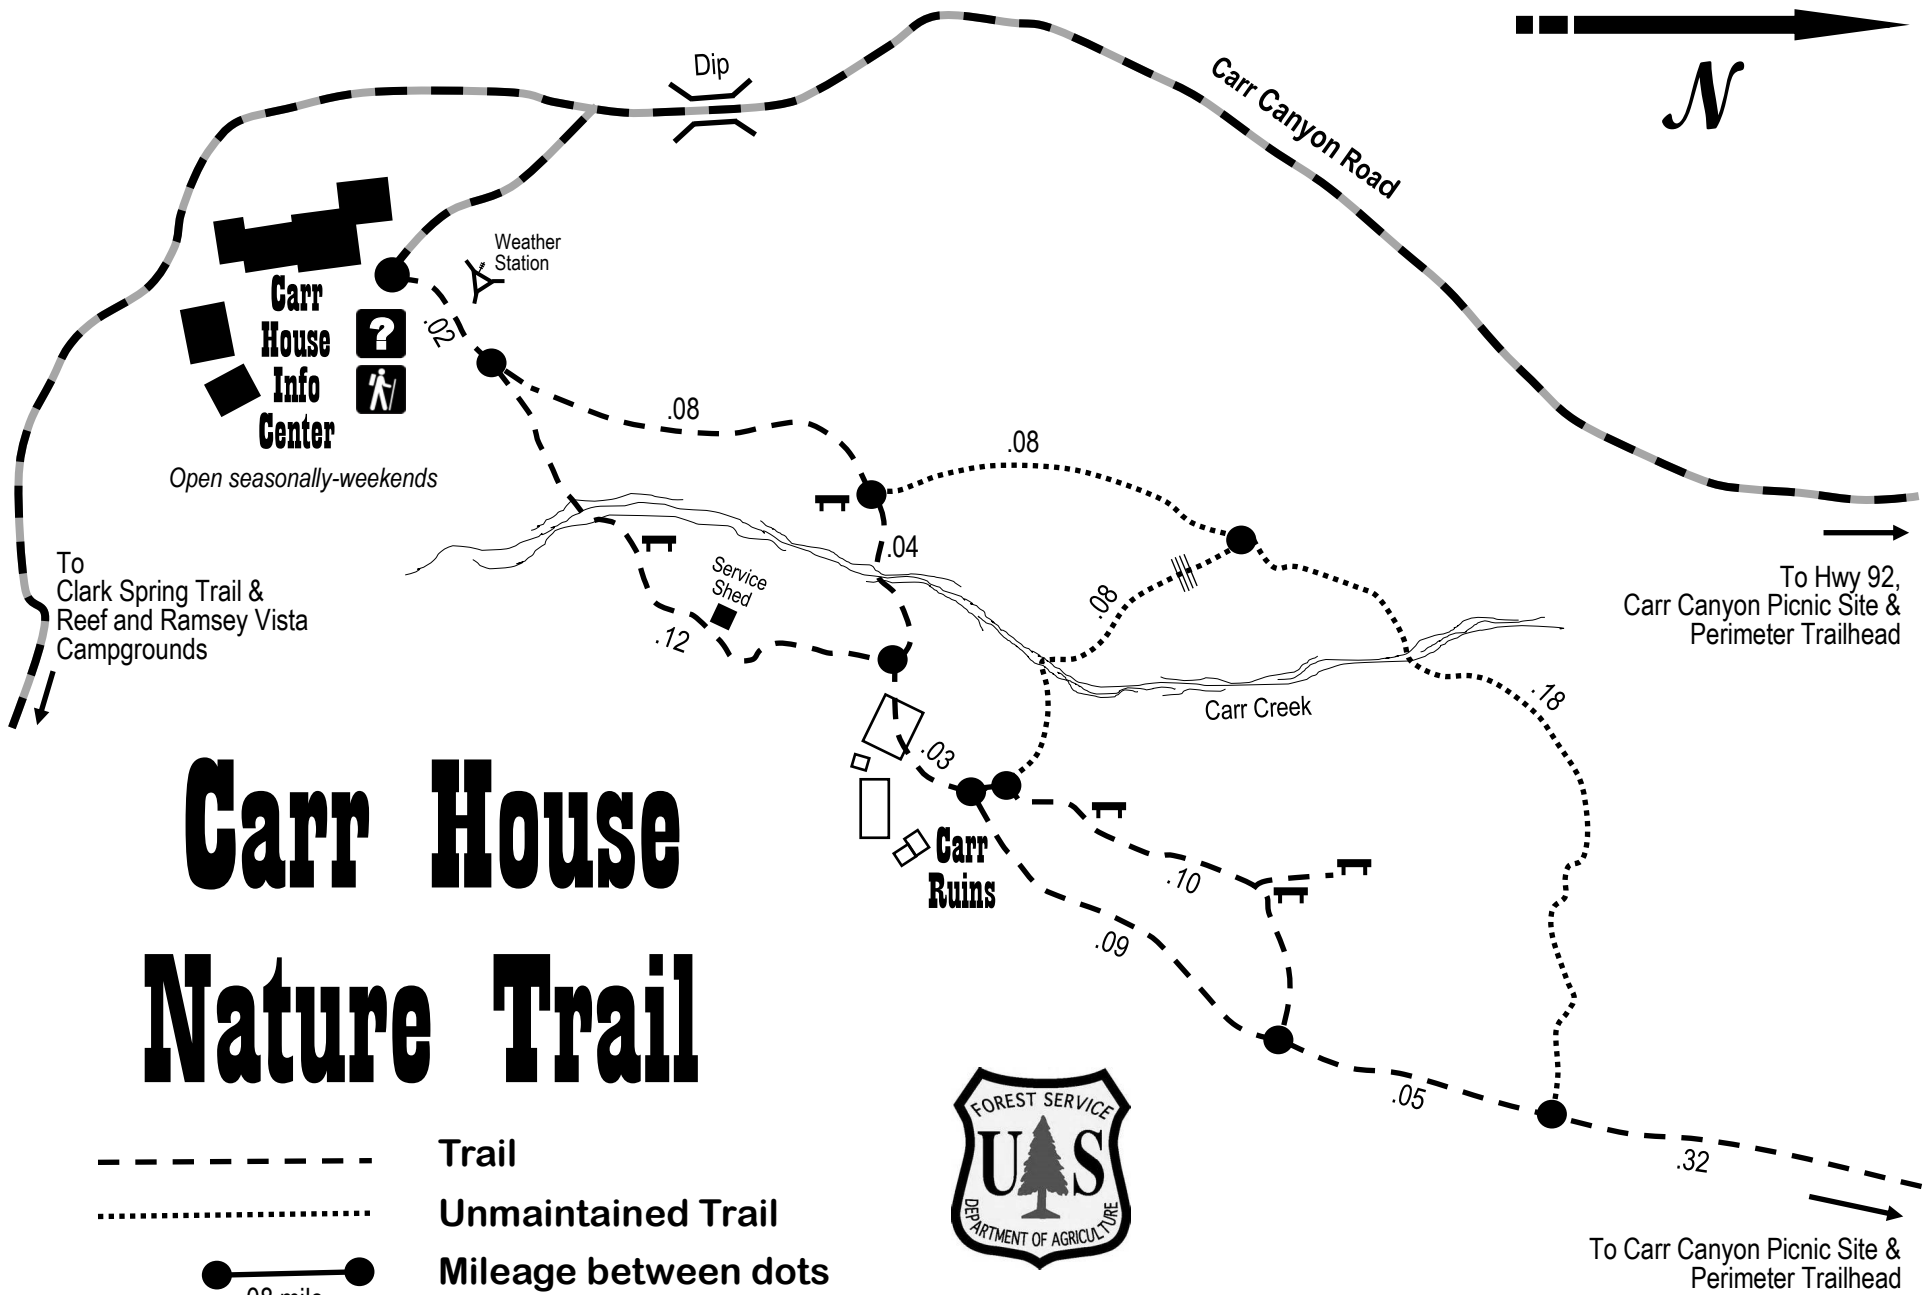 Dip
N
Carr Canyon Road
Weather
Station
.02
Carr
House
Info
Center
?
Open seasonally-weekends
.08
.08
.04
.08
Service
Shed
.12
To
Clark Spring Trail &
Reef and Ramsey Vista
Campgrounds
To Hwy 92,
Carr Canyon Picnic Site &
Perimeter Trailhead
.18
Carr Creek
.03
Carr
Ruins
.10
.09
.05
.32
Carr House
Nature Trail
FOREST SERVICE
U S
DEPARTMENT OF AGRICULTURE
Trail
Unmaintained Trail
Mileage between dots
.08 mile
To Carr Canyon Picnic Site &
Perimeter Trailhead